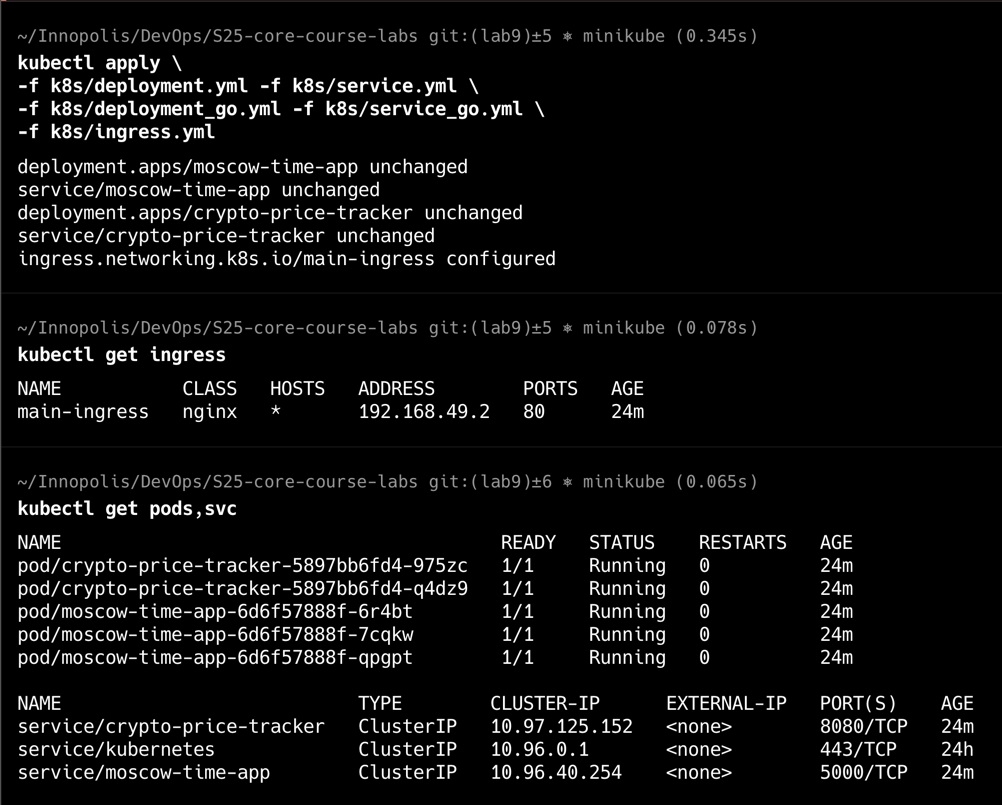 ~/Innopolis/DevOps/S25-core-course-labs git:(lab9)±5 ⎈ minikube (0.345s)
kubectl apply \
-f k8s/deployment.yml -f k8s/service.yml \
-f k8s/deployment_go.yml -f k8s/service_go.yml \
-f k8s/ingress.yml
deployment.apps/moscow-time-app unchanged
service/moscow-time-app unchanged
deployment.apps/crypto-price-tracker unchanged
service/crypto-price-tracker unchanged
ingress.networking.k8s.io/main-ingress configured
~/Innopolis/DevOps/S25-core-course-labs git:(lab9)±5 ⎈ minikube (0.078s)
kubectl get ingress
NAME           CLASS   HOSTS   ADDRESS        PORTS   AGE
main-ingress   nginx   *       192.168.49.2   80      24m
~/Innopolis/DevOps/S25-core-course-labs git:(lab9)±6 ⎈ minikube (0.065s)
kubectl get pods,svc
NAME                                        READY   STATUS    RESTARTS   AGE
pod/crypto-price-tracker-5897bb6fd4-975zc   1/1     Running   0          24m
pod/crypto-price-tracker-5897bb6fd4-q4dz9   1/1     Running   0          24m
pod/moscow-time-app-6d6f57888f-6r4bt        1/1     Running   0          24m
pod/moscow-time-app-6d6f57888f-7cqkw        1/1     Running   0          24m
pod/moscow-time-app-6d6f57888f-qpgpt        1/1     Running   0          24m
NAME                           TYPE        CLUSTER-IP      EXTERNAL-IP   PORT(S)    AGE
service/crypto-price-tracker   ClusterIP   10.97.125.152   <none>        8080/TCP   24m
service/kubernetes             ClusterIP   10.96.0.1       <none>        443/TCP    24h
service/moscow-time-app        ClusterIP   10.96.40.254    <none>        5000/TCP   24m